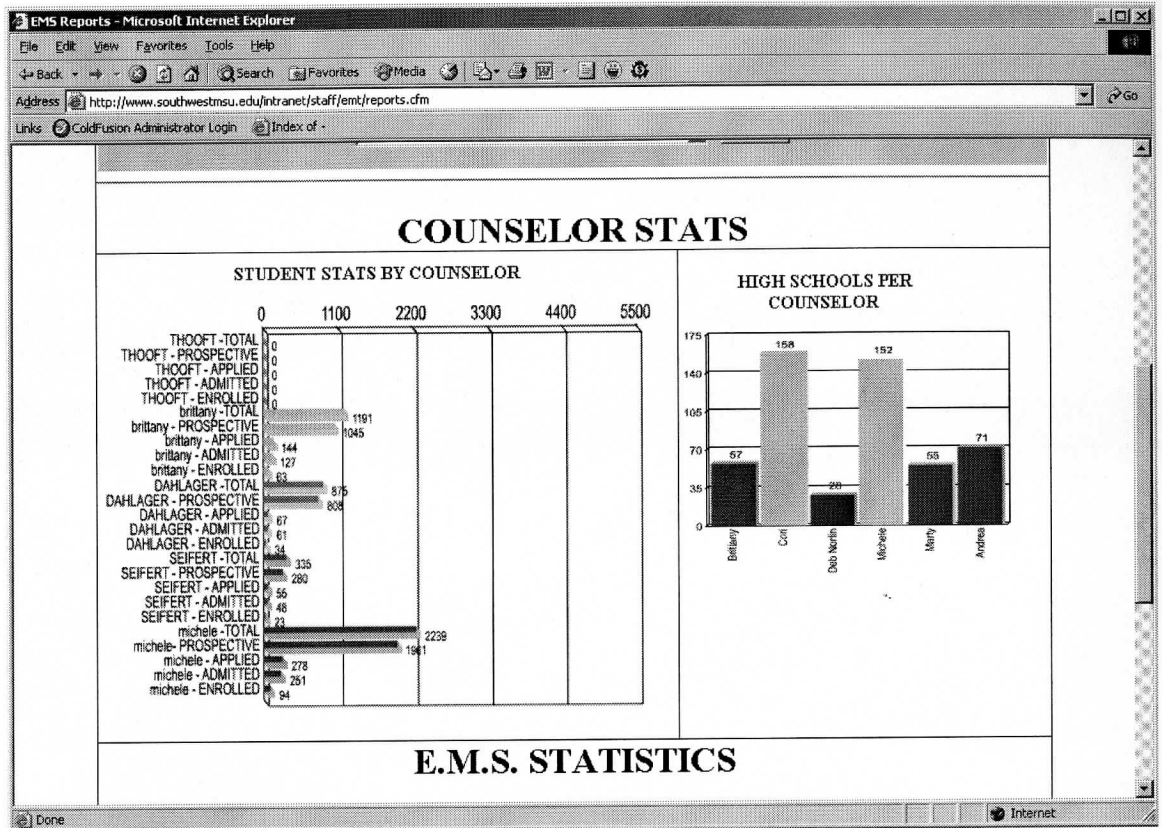 EMS Reports - Microsoft Internet Explorer
File Edit View Favorites Tools Help
Back Search Favorites Media
Address http://www.southwestmsu.edu/intranet/staff/emt/reports.cfm Go
Links ColdFusion Administrator Login Index of -
COUNSELOR STATS
STUDENT STATS BY COUNSELOR
0 1100 2200 3300 4400 5500
THOOFT -TOTAL 0
THOOFT - PROSPECTIVE 0
THOOFT - APPLIED 0
THOOFT - ADMITTED 0
THOOFT - ENROLLED 0
brittany -TOTAL 1191
brittany - PROSPECTIVE 1045
brittany - APPLIED 144
brittany - ADMITTED 127
brittany - ENROLLED 63
DAHLAGER -TOTAL 875
DAHLAGER - PROSPECTIVE 808
DAHLAGER - APPLIED 67
DAHLAGER - ADMITTED 61
DAHLAGER - ENROLLED 34
SEIFERT -TOTAL 335
SEIFERT - PROSPECTIVE 280
SEIFERT - APPLIED 55
SEIFERT - ADMITTED 48
SEIFERT - ENROLLED 23
michele -TOTAL 2239
michele- PROSPECTIVE 1961
michele - APPLIED 278
michele - ADMITTED 251
michele - ENROLLED 94
HIGH SCHOOLS PER
COUNSELOR
175
140
105
70
35
0
57 158 28 152 55 71
Brittany Cori Deb Nortin Michele Marty Andrea
E.M.S. STATISTICS
Done Internet